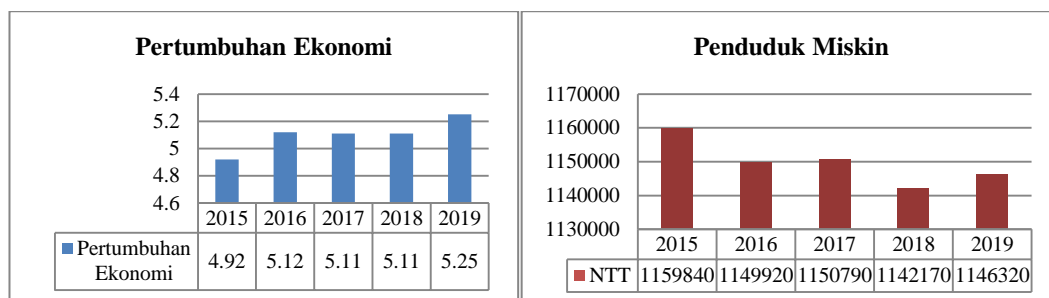 Pertumbuhan Ekonomi
5.4
5.2
5
4.8
4.6
2015 2016 2017 2018 2019
Pertumbuhan Ekonomi 4.92 5.12 5.11 5.11 5.25
Penduduk Miskin
1170000
1160000
1150000
1140000
1130000
2015 2016 2017 2018 2019
NTT 1159840 1149920 1150790 1142170 1146320